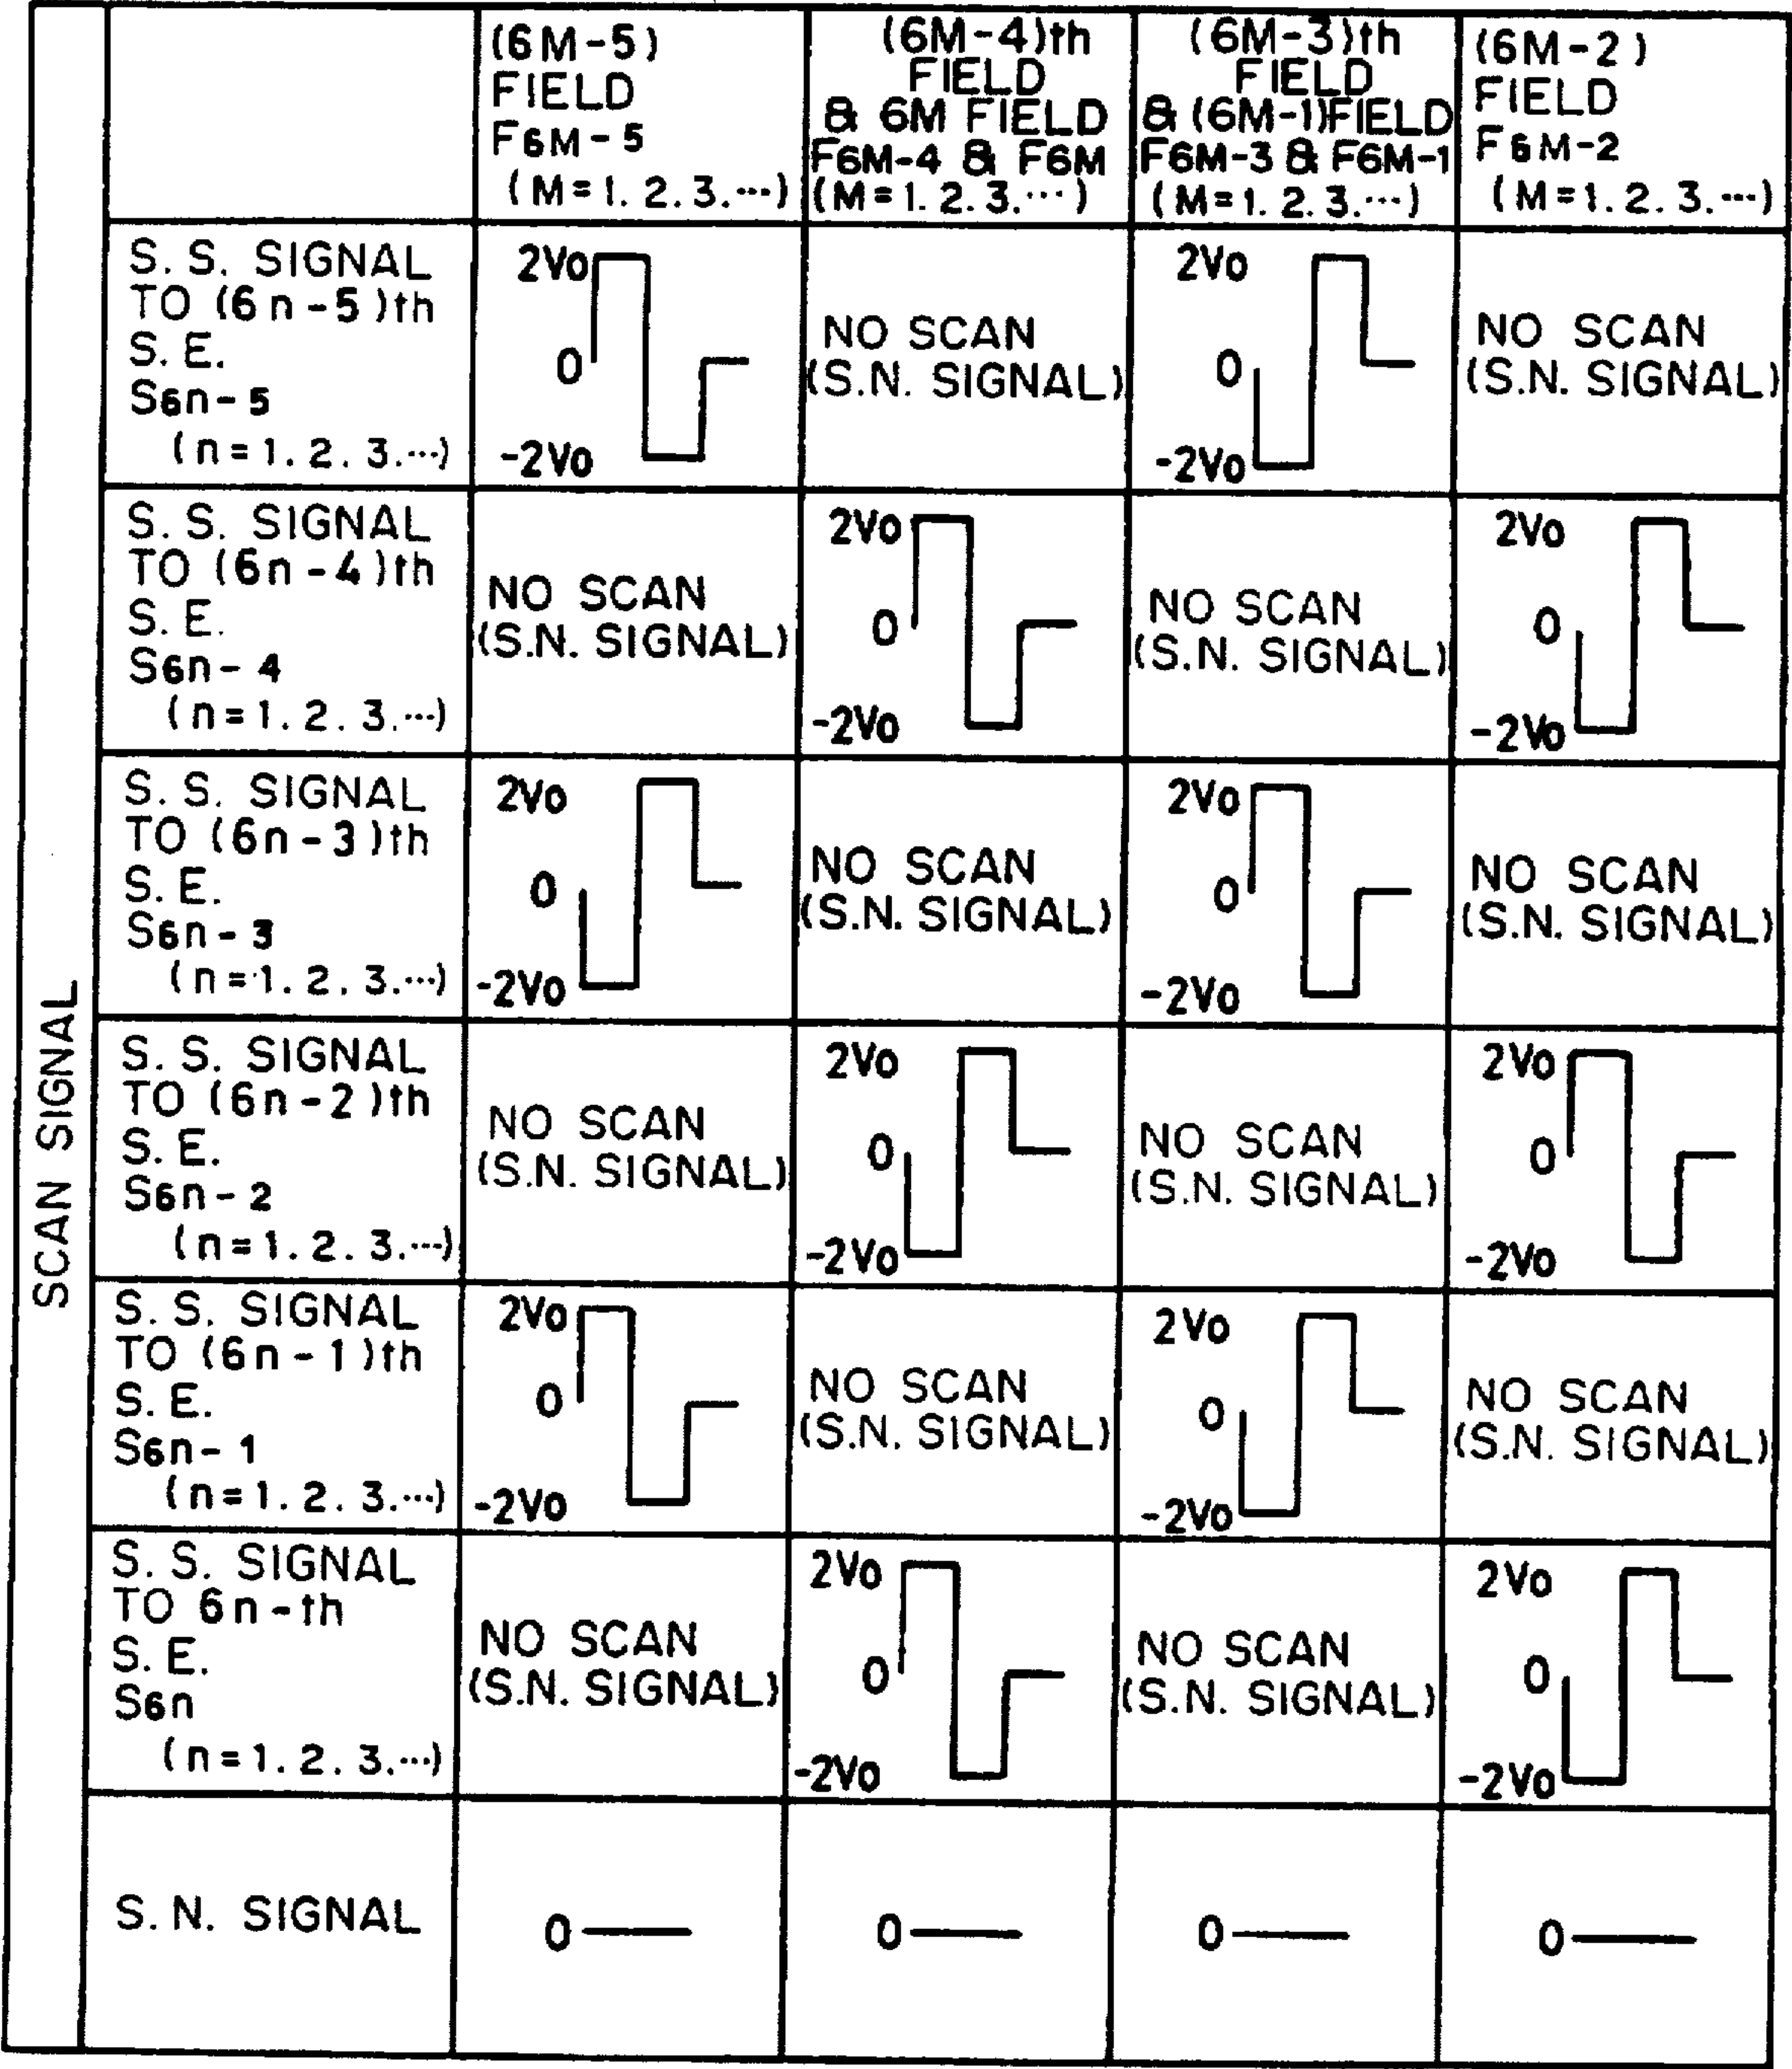 SCAN SIGNAL
(6M-5)
FIELD
F6M-5
(M=1.2.3.…)
(6M-4)th
FIELD
& 6M FIELD
F6M-4 & F6M
(M=1.2.3.…)
(6M-3)th
FIELD
& (6M-1)FIELD
F6M-3 & F6M-1
(M=1.2.3.…)
(6M-2)
FIELD
F6M-2
(M=1.2.3.…)
S.S. SIGNAL
TO (6n-5)th
S.E.
S6n-5
(n=1.2.3.…)
2Vo
0
-2Vo
NO SCAN
(S.N. SIGNAL)
2Vo
0
-2Vo
NO SCAN
(S.N. SIGNAL)
S.S. SIGNAL
TO (6n-4)th
S.E.
S6n-4
(n=1.2.3.…)
NO SCAN
(S.N. SIGNAL)
2Vo
0
-2Vo
NO SCAN
(S.N. SIGNAL)
2Vo
0
-2Vo
S.S. SIGNAL
TO (6n-3)th
S.E.
S6n-3
(n=1.2.3.…)
2Vo
0
-2Vo
NO SCAN
(S.N. SIGNAL)
2Vo
0
-2Vo
NO SCAN
(S.N. SIGNAL)
S.S. SIGNAL
TO (6n-2)th
S.E.
S6n-2
(n=1.2.3.…)
NO SCAN
(S.N. SIGNAL)
2Vo
0
-2Vo
NO SCAN
(S.N. SIGNAL)
2Vo
0
-2Vo
S.S. SIGNAL
TO (6n-1)th
S.E.
S6n-1
(n=1.2.3.…)
2Vo
0
-2Vo
NO SCAN
(S.N. SIGNAL)
2Vo
0
-2Vo
NO SCAN
(S.N. SIGNAL)
S.S. SIGNAL
TO 6n-th
S.E.
S6n
(n=1.2.3.…)
NO SCAN
(S.N. SIGNAL)
2Vo
0
-2Vo
NO SCAN
(S.N. SIGNAL)
2Vo
0
-2Vo
S.N. SIGNAL
0
0
0
0